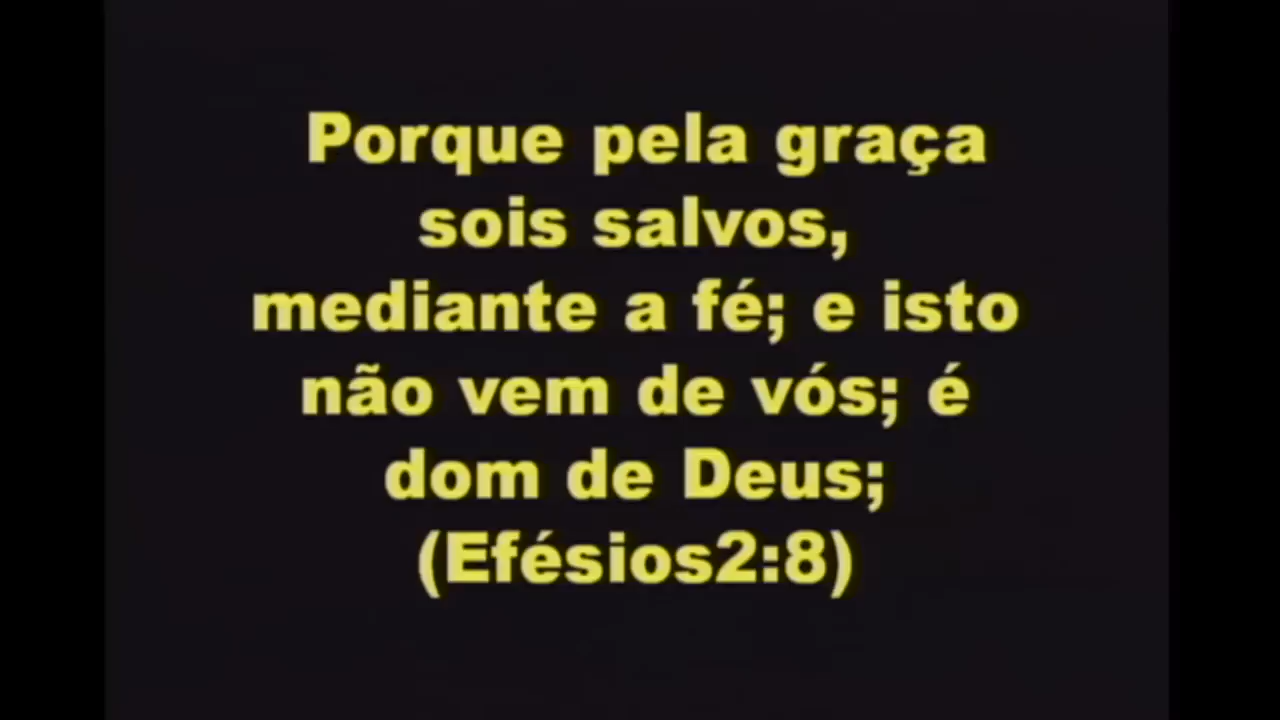 Porque pela graça
sois salvos,
mediante a fé; e isto
não vem de vós; é
dom de Deus;
(Efésios2:8)